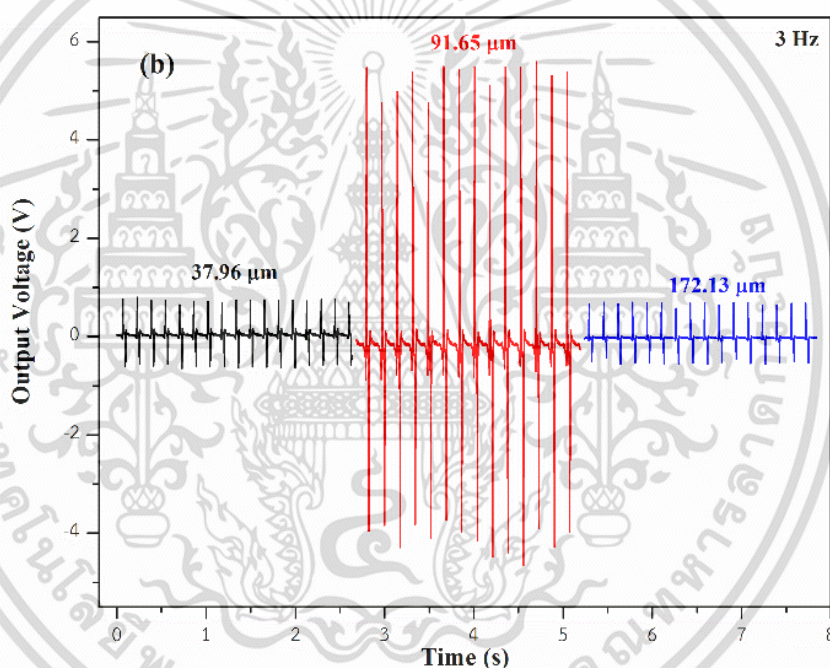 (b)
91.65 µm
3 Hz
37.96 µm
172.13 µm
Output Voltage (V)
6
4
2
0
-2
-4
0 1 2 3 4 5 6 7 8
Time (s)